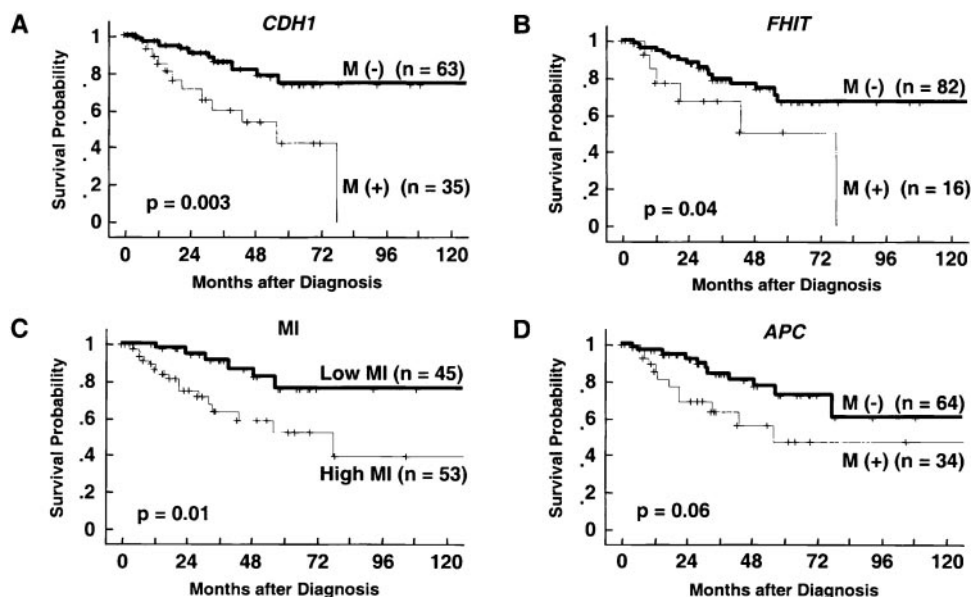 A
CDH1
Survival Probability
1
.8
.6
.4
.2
0
M (-) (n = 63)
M (+) (n = 35)
p = 0.003
0 24 48 72 96 120
Months after Diagnosis
B
FHIT
Survival Probability
1
.8
.6
.4
.2
0
M (-) (n = 82)
M (+) (n = 16)
p = 0.04
0 24 48 72 96 120
Months after Diagnosis
C
MI
Survival Probability
1
.8
.6
.4
.2
0
Low MI (n = 45)
High MI (n = 53)
p = 0.01
0 24 48 72 96 120
Months after Diagnosis
D
APC
Survival Probability
1
.8
.6
.4
.2
0
M (-) (n = 64)
M (+) (n = 34)
p = 0.06
0 24 48 72 96 120
Months after Diagnosis